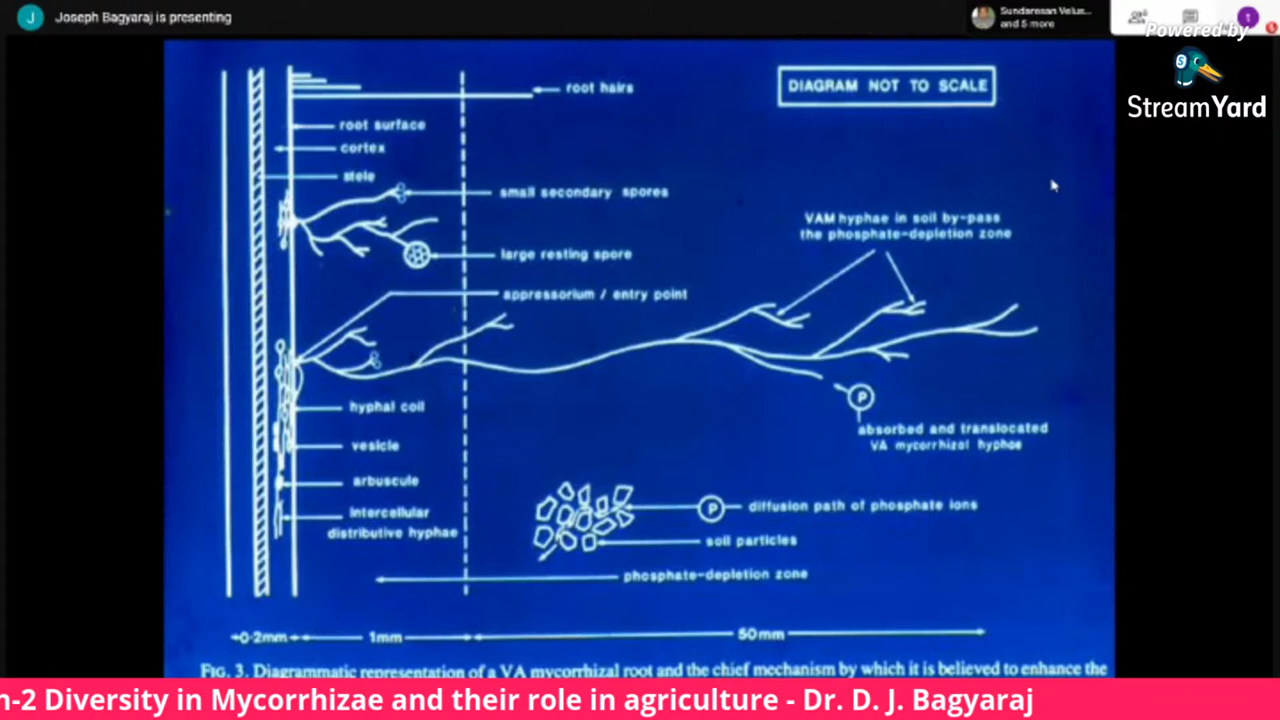 Joseph Bagyaraj is presenting
Sundaresan Velus...
and 5 more
Powered by
StreamYard
DIAGRAM NOT TO SCALE
root hairs
root surface
cortex
stele
small secondary spores
large resting spore
appressorium / entry point
VAM hyphae in soil by-pass
the phosphate-depletion zone
P
absorbed and translocated
VA mycorrhizal hyphae
hyphal coil
vesicle
arbuscule
intercellular
distributive hyphae
P
diffusion path of phosphate ions
soil particles
phosphate-depletion zone
0·2mm
1mm
50mm
FIG. 3. Diagrammatic representation of a VA mycorrhizal root and the chief mechanism by which it is believed to enhance the
n-2 Diversity in Mycorrhizae and their role in agriculture - Dr. D. J. Bagyaraj